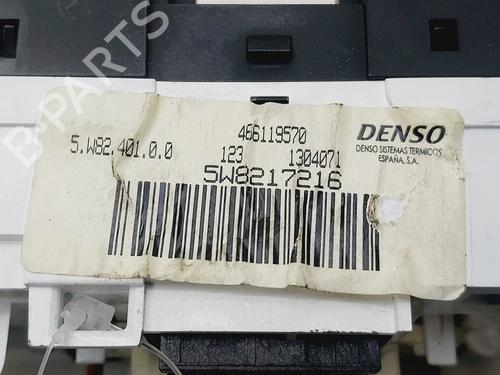 B-PARTS
466119570
5.W82.401.0.0
123
1304071
5W8217216
DENSO
DENSO SISTEMAS TERMICOS
ESPAÑA, S.A.